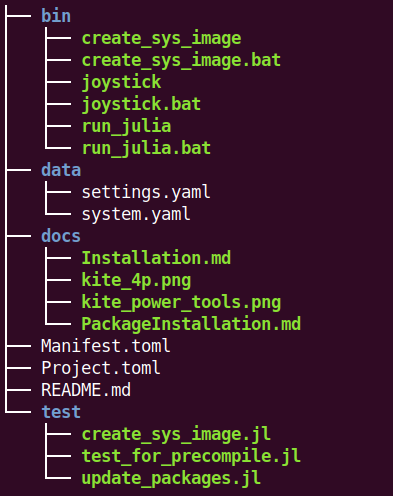 bin
create_sys_image
create_sys_image.bat
joystick
joystick.bat
run_julia
run_julia.bat
data
settings.yaml
system.yaml
docs
Installation.md
kite_4p.png
kite_power_tools.png
PackageInstallation.md
Manifest.toml
Project.toml
README.md
test
create_sys_image.jl
test_for_precompile.jl
update_packages.jl